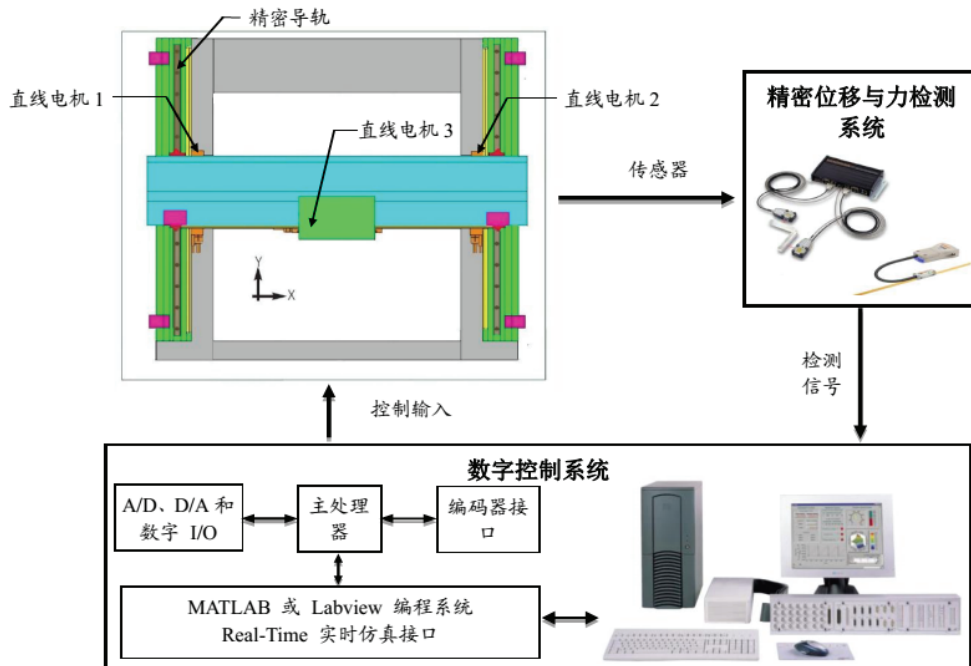 精密导轨
直线电机 1
直线电机 2
直线电机 3
Y
X
传感器
精密位移与力检测
系统
检测
信号
控制输入
数字控制系统
A/D、D/A 和
数字 I/O
主处理
器
编码器接
口
MATLAB 或 Labview 编程系统
Real-Time 实时仿真接口